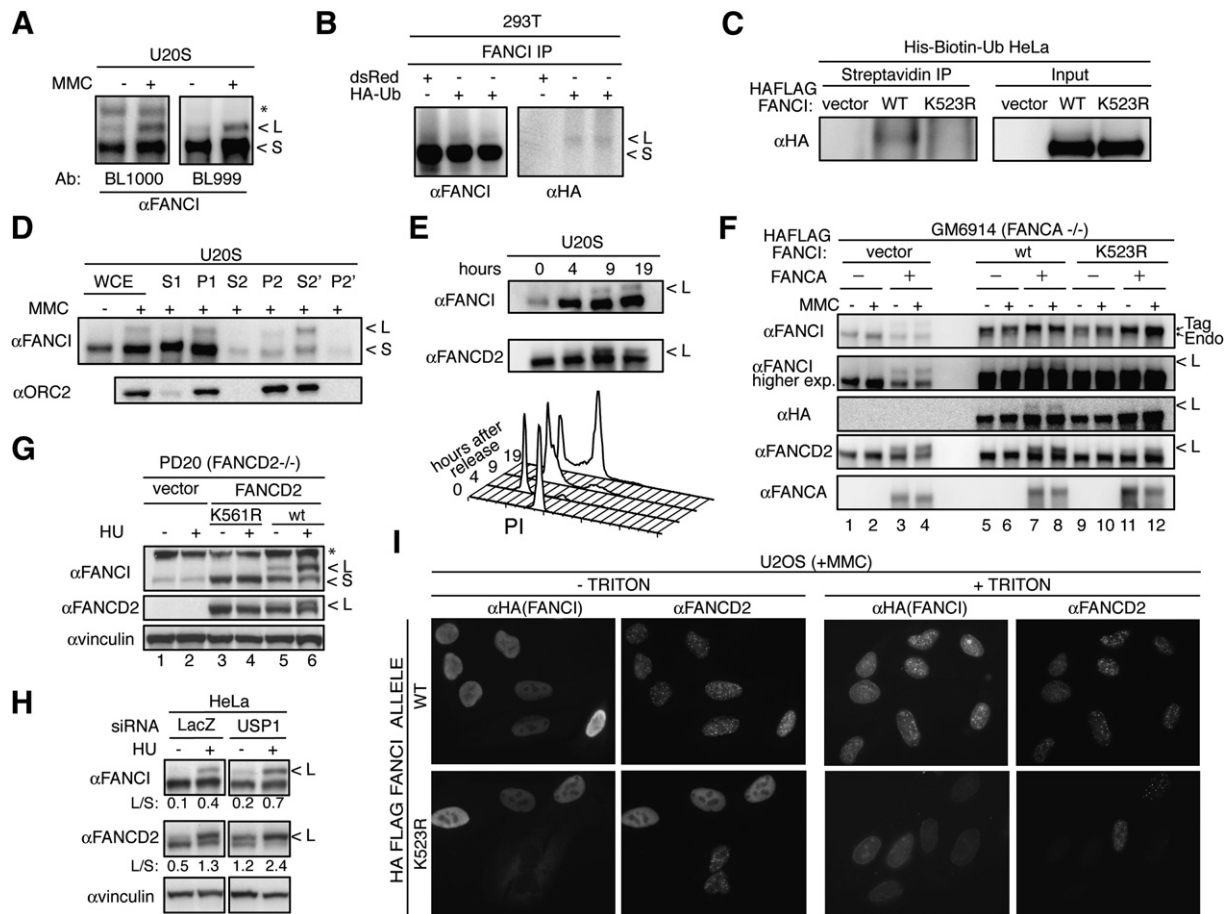 A
U20S
MMC - + - +
*
< L
< S
Ab: BL1000 BL999
αFANCI
B
293T
FANCI IP
dsRed + +
HA-Ub + + + +
< L
< S
αFANCI αHA
C
His-Biotin-Ub HeLa
Streptavidin IP Input
HAFLAG
FANCI: vector WT K523R vector WT K523R
αHA
D
U20S
WCE S1 P1 S2 P2 S2' P2'
MMC - + + + + + + +
αFANCI < L
< S
αORC2
E
U20S
hours 0 4 9 19
αFANCI < L
αFANCD2 < L
hours after
release
0 4 9 19
PI
F
GM6914 (FANCA -/-)
HAFLAG
FANCI: vector wt K523R
FANCA - + - + - +
MMC - + - + - + - + - + - +
αFANCI Tag
Endo
αFANCI
higher exp. < L
αHA < L
αFANCD2 < L
αFANCA
1 2 3 4 5 6 7 8 9 10 11 12
G
PD20 (FANCD2-/-)
vector FANCD2
K561R wt
HU - + - + - +
αFANCI *
< L
< S
αFANCD2 < L
αvinculin
1 2 3 4 5 6
H
HeLa
siRNA LacZ USP1
HU - + - +
αFANCI < L
L/S: 0.1 0.4 0.2 0.7
αFANCD2 < L
L/S: 0.5 1.3 1.2 2.4
αvinculin
I
U2OS (+MMC)
- TRITON + TRITON
αHA(FANCI) αFANCD2 αHA(FANCI) αFANCD2
HA FLAG FANCI ALLELE
WT
K523R